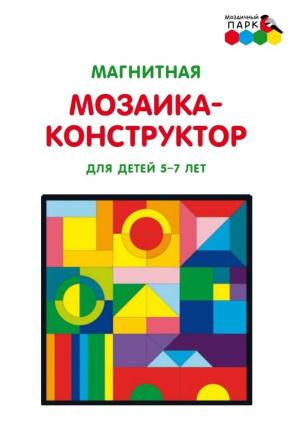 Мозаичный
ПАРК
МАГНИТНАЯ
МОЗАИКА-
КОНСТРУКТОР
ДЛЯ ДЕТЕЙ 5–7 ЛЕТ